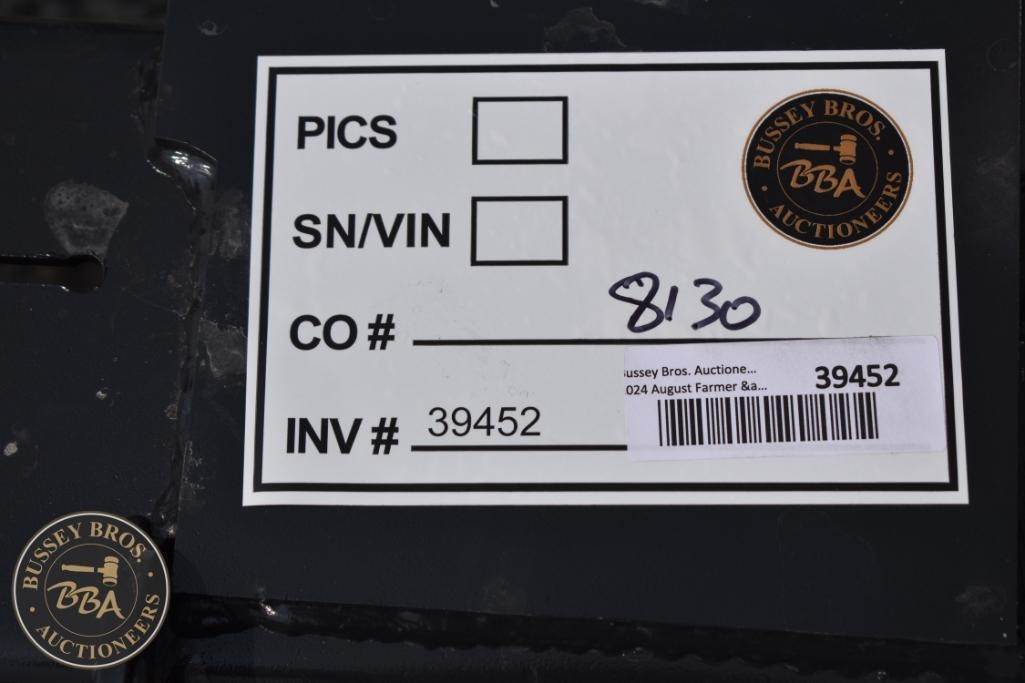 PICS
BUSSEY BROS.
BBA
AUCTIONEERS
SN/VIN
CO # 8130
ussey Bros. Auctione...
024 August Farmer &a...
39452
INV # 39452
BUSSEY BROS.
BBA
AUCTIONEERS